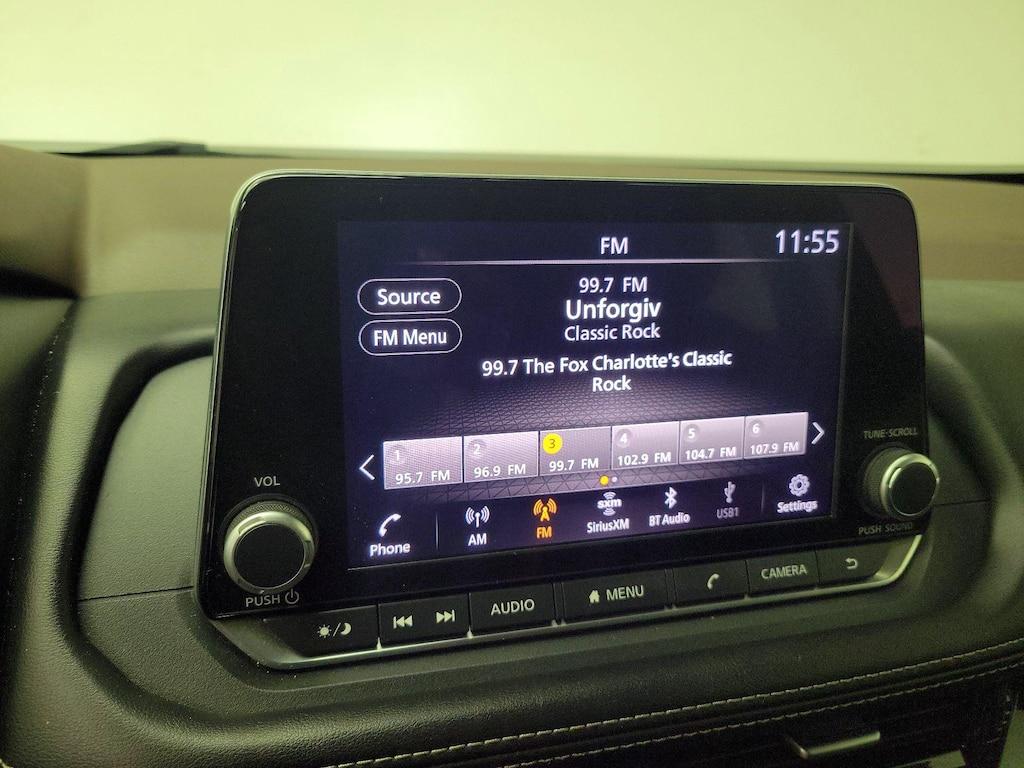 FM
11:55
Source
FM Menu
99.7 FM
Unforgiv
Classic Rock
99.7 The Fox Charlotte's Classic
Rock
1
95.7 FM
2
96.9 FM
3
99.7 FM
4
102.9 FM
5
104.7 FM
6
107.9 FM
Phone
AM
FM
sxm
SiriusXM
BT Audio
USB1
Settings
VOL
PUSH
TUNE·SCROLL
PUSH SOUND
AUDIO
MENU
CAMERA